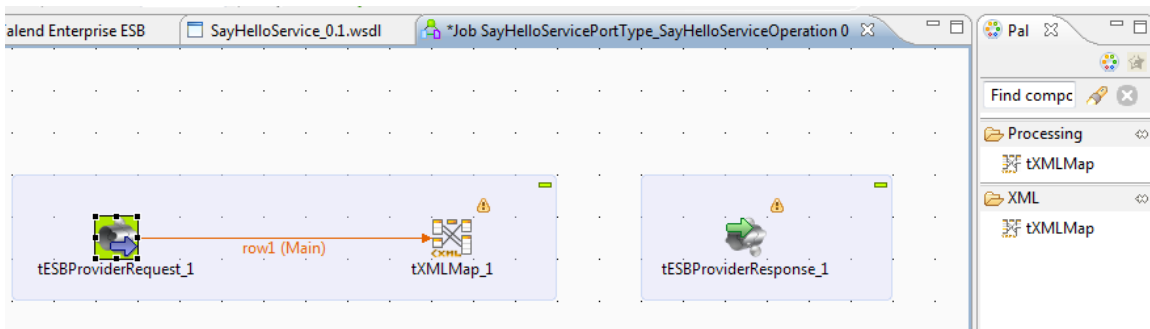 alend Enterprise ESB
SayHelloService_0.1.wsdl
*Job SayHelloServicePortType_SayHelloServiceOperation 0
Pal
Find compc
Processing
tXMLMap
XML
tXMLMap
row1 (Main)
<XML>
tESBProviderRequest_1
tXMLMap_1
tESBProviderResponse_1